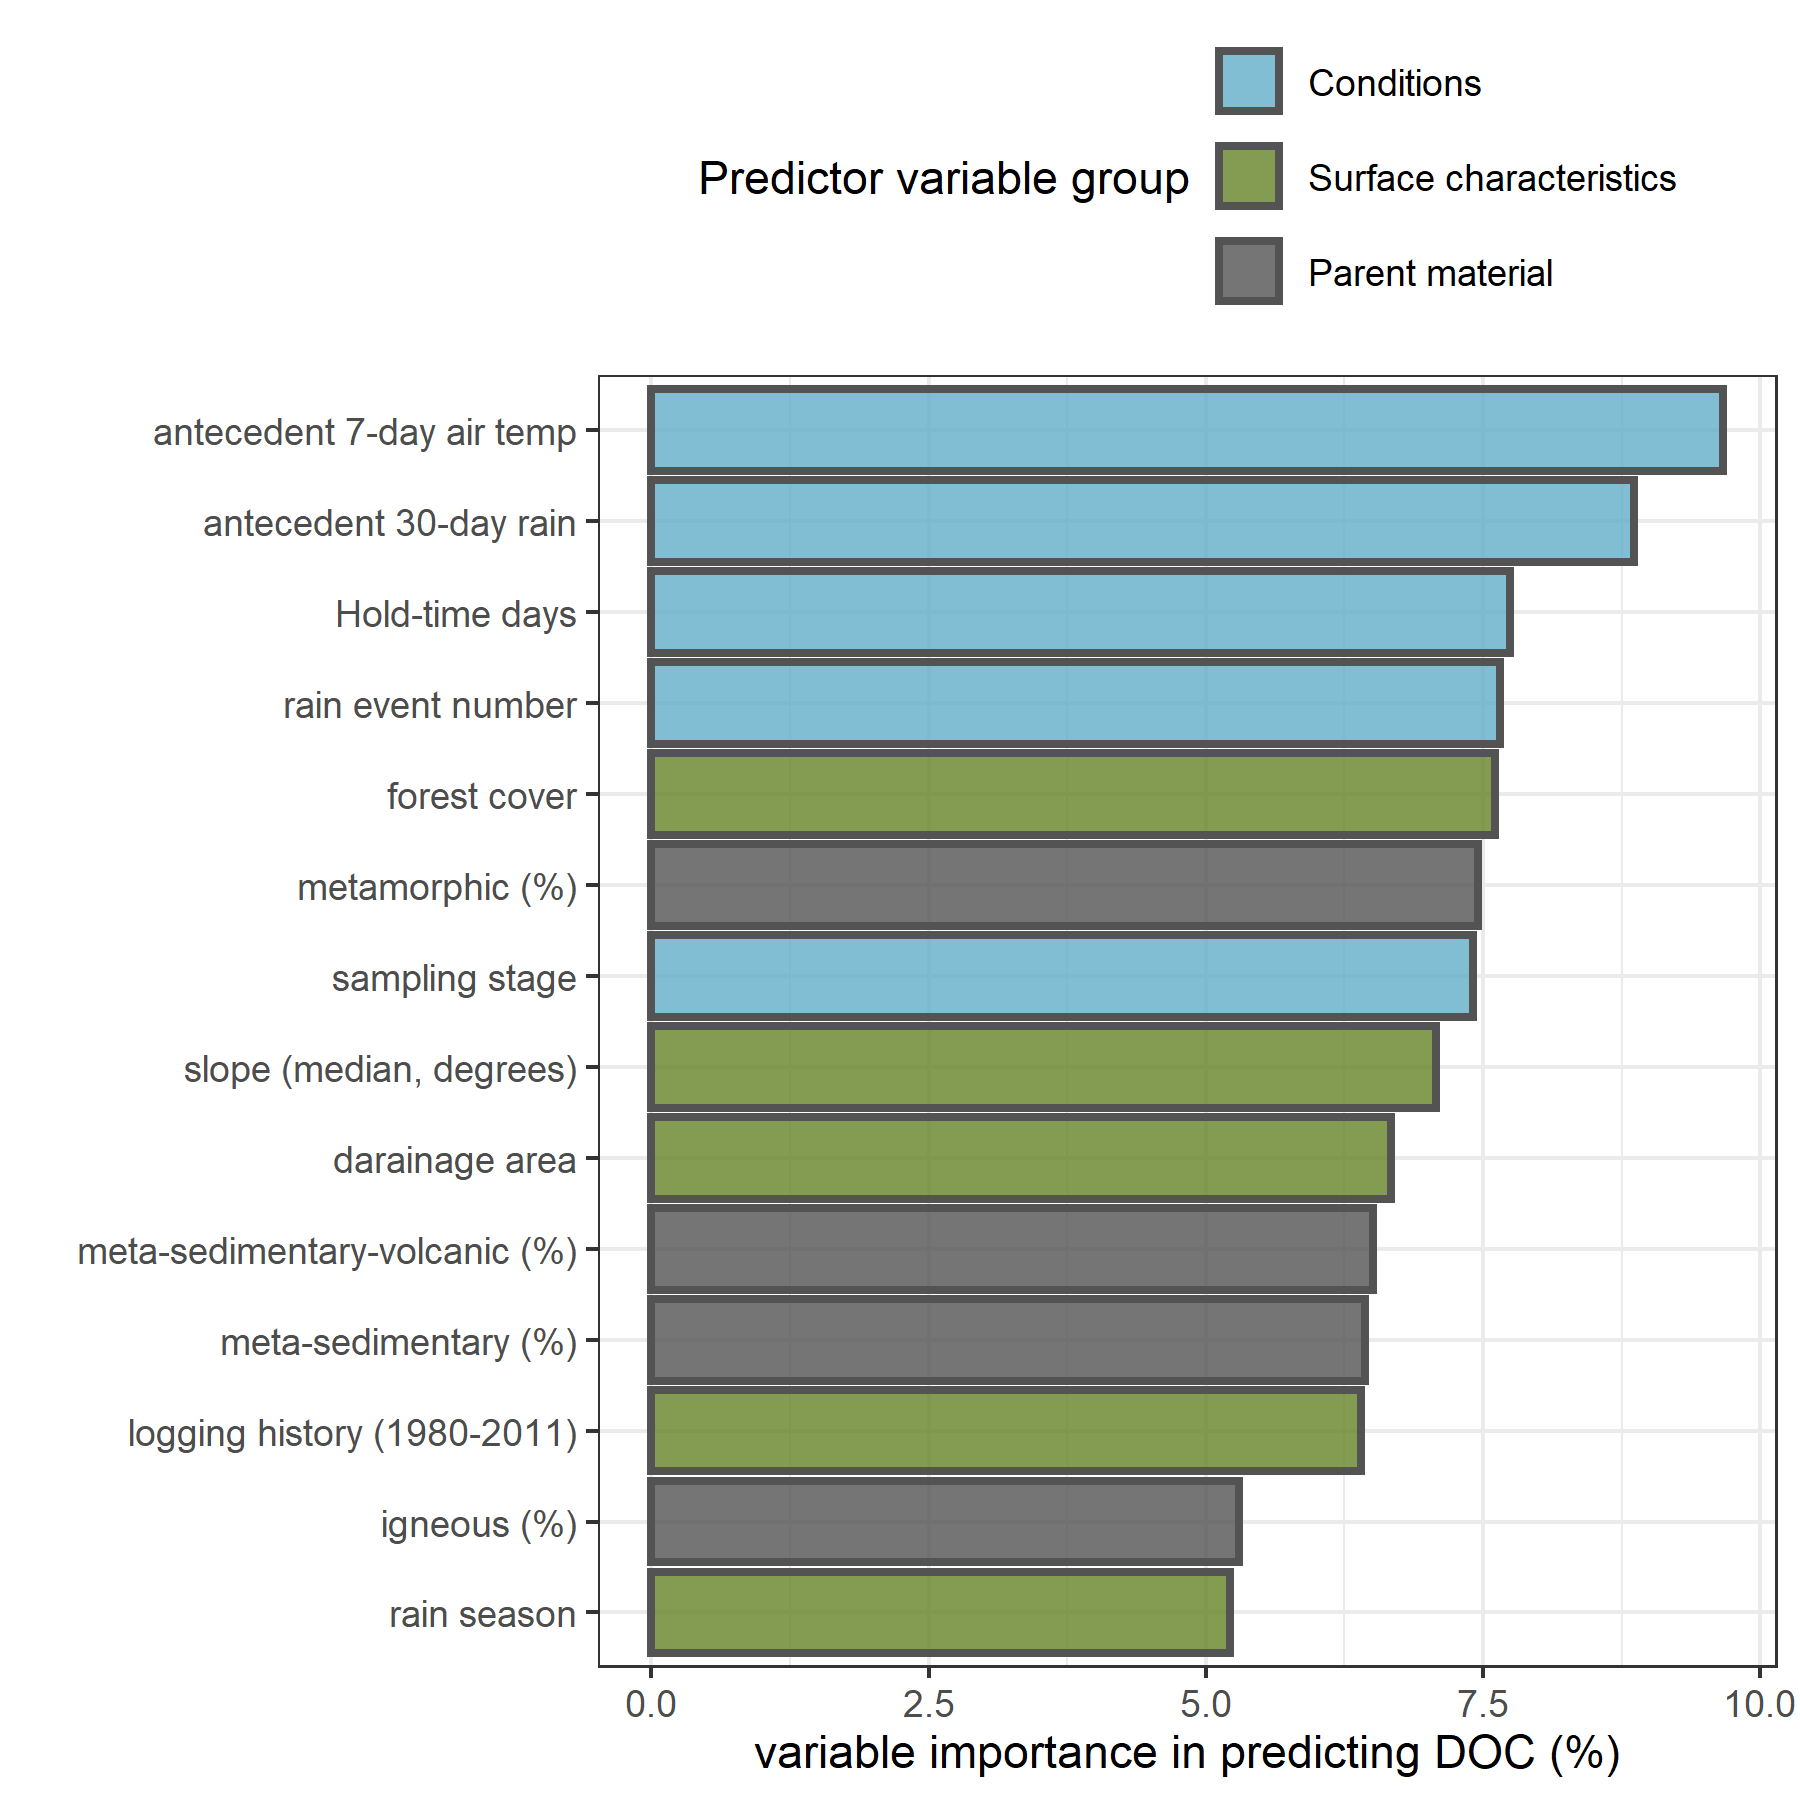 Conditions
Predictor variable group
Surface characteristics
Parent material
antecedent 7-day air temp
antecedent 30-day rain
Hold-time days
rain event number
forest cover
metamorphic (%)
sampling stage
slope (median, degrees)
darainage area
meta-sedimentary-volcanic (%)
meta-sedimentary (%)
logging history (1980-2011)
igneous (%)
rain season
0.0 2.5 5.0 7.5 10.0
variable importance in predicting DOC (%)